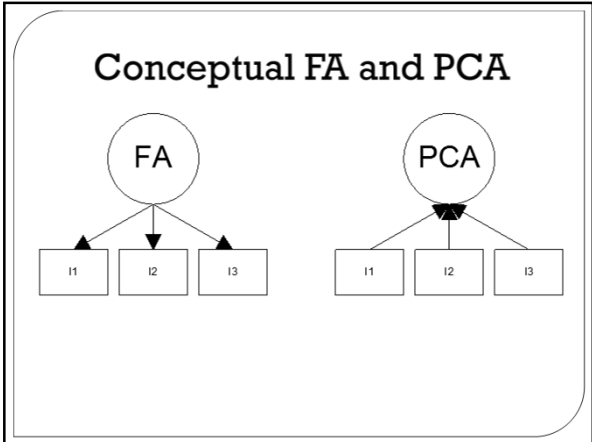 Conceptual FA and PCA
FA
PCA
I1 I2 I3
I1 I2 I3